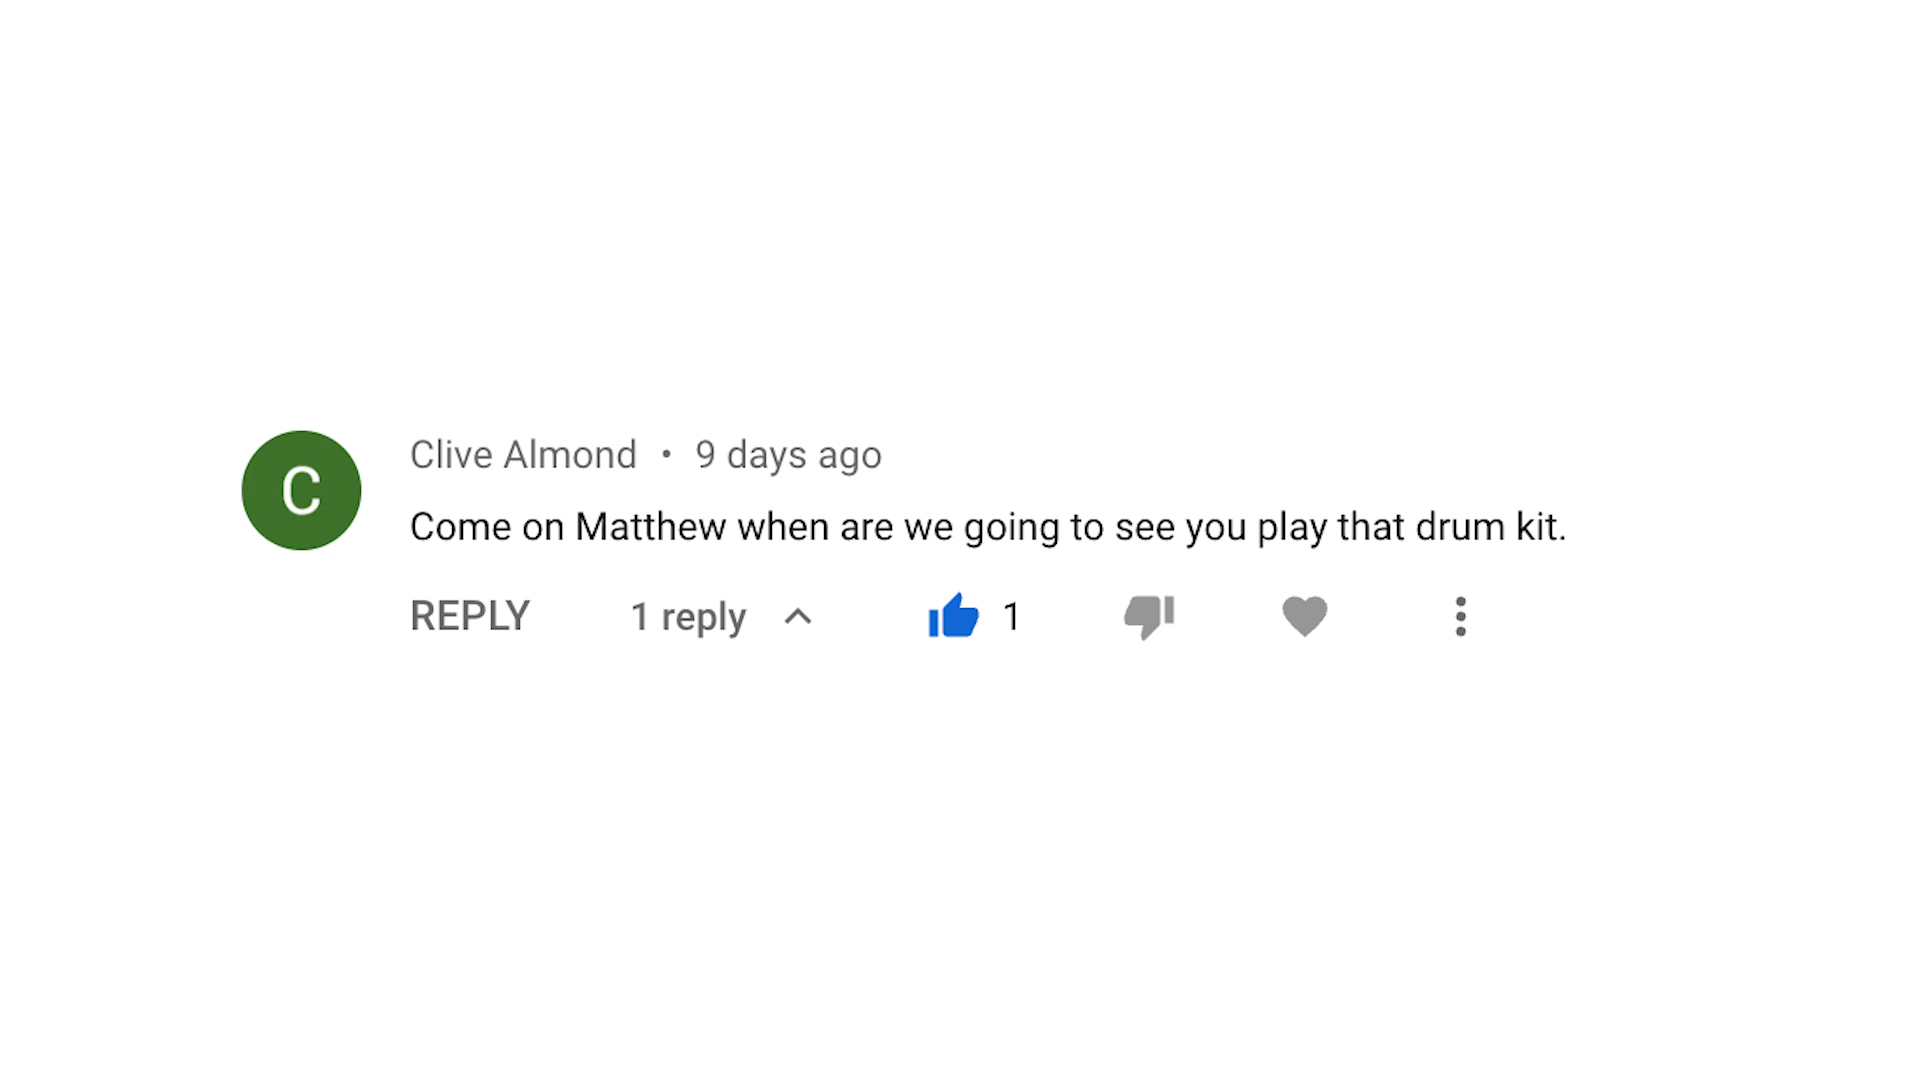 C
Clive Almond • 9 days ago
Come on Matthew when are we going to see you play that drum kit.
REPLY 1 reply 1